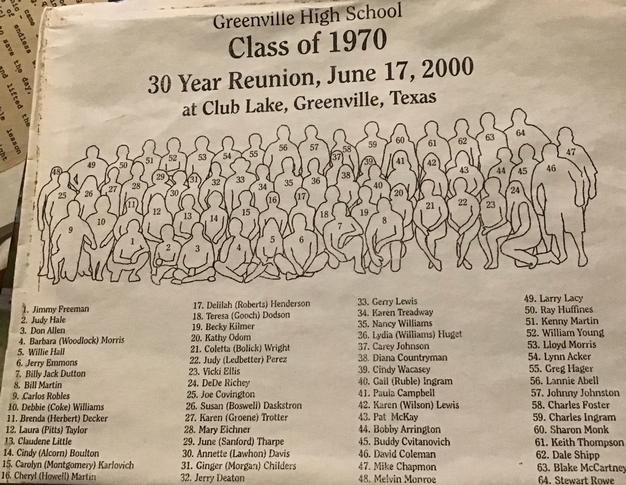 Greenville High School
Class of 1970
30 Year Reunion, June 17, 2000
at Club Lake, Greenville, Texas
1. Jimmy Freeman
2. Judy Hale
3. Don Allen
4. Barbara (Woodlock) Morris
5. Willie Hall
6. Jerry Emmons
7. Billy Jack Dutton
8. Bill Martin
9. Carlos Robles
10. Debbie (Coke) Williams
11. Brenda (Herbert) Decker
12. Laura (Pitts) Taylor
13. Claudene Little
14. Cindy (Alcorn) Boulton
15. Carolyn (Montgomery) Karlovich
16. Cheryl (Howell) Martin
17. Delilah (Roberts) Henderson
18. Teresa (Gooch) Dodson
19. Becky Kilmer
20. Kathy Odom
21. Coletta (Bolick) Wright
22. Judy (Ledbetter) Perez
23. Vicki Ellis
24. DeDe Richey
25. Joe Covington
26. Susan (Boswell) Daskstron
27. Karen (Groene) Trotter
28. Mary Eichner
29. June (Sanford) Tharpe
30. Annette (Lawhon) Davis
31. Ginger (Morgan) Childers
32. Jerry Deaton
33. Gerry Lewis
34. Karen Treadway
35. Nancy Williams
36. Lydia (Williams) Huget
37. Carey Johnson
38. Diana Countryman
39. Cindy Wacasey
40. Gail (Ruble) Ingram
41. Paula Campbell
42. Karen (Wilson) Lewis
43. Pat McKay
44. Bobby Arrington
45. Buddy Cvitanovich
46. David Coleman
47. Mike Chapmon
48. Melvin Monroe
49. Larry Lacy
50. Ray Huffines
51. Kenny Martin
52. William Young
53. Lloyd Morris
54. Lynn Acker
55. Greg Hager
56. Lannie Abell
57. Johnny Johnston
58. Charles Foster
59. Charles Ingram
60. Sharon Monk
61. Keith Thompson
62. Dale Shipp
63. Blake McCartney
64. Stewart Rowe